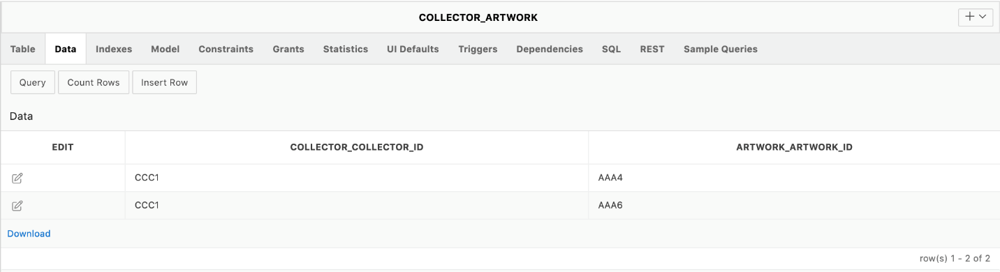 COLLECTOR_ARTWORK
Table Data Indexes Model Constraints Grants Statistics UI Defaults Triggers Dependencies SQL REST Sample Queries
Query Count Rows Insert Row
Data
EDIT COLLECTOR_COLLECTOR_ID ARTWORK_ARTWORK_ID
CCC1 AAA4
CCC1 AAA6
Download
row(s) 1 - 2 of 2